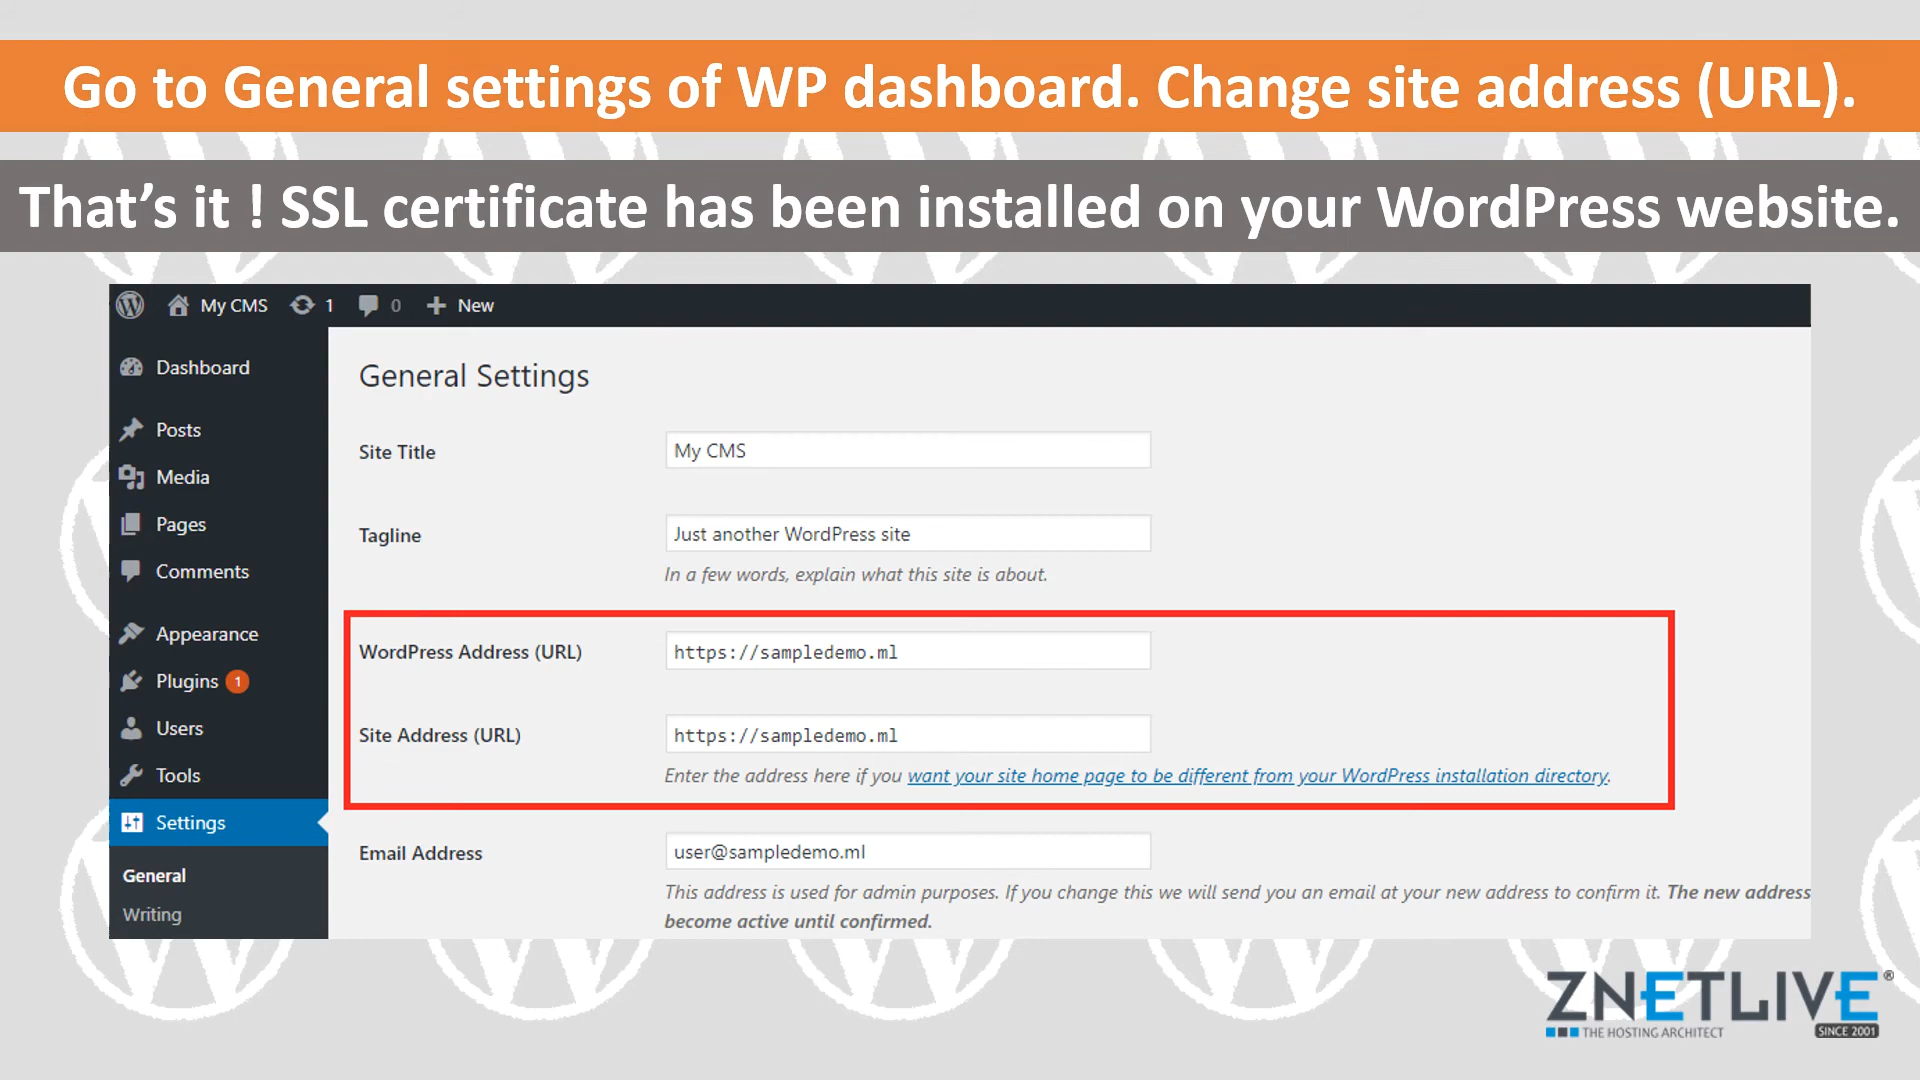 Go to General settings of WP dashboard. Change site address (URL).
That's it ! SSL certificate has been installed on your WordPress website.
My CMS 1 0 + New
Dashboard
Posts
Media
Pages
Comments
Appearance
Plugins 1
Users
Tools
Settings
General
Writing
General Settings
Site Title My CMS
Tagline Just another WordPress site
In a few words, explain what this site is about.
WordPress Address (URL) https://sampledemo.ml
Site Address (URL) https://sampledemo.ml
Enter the address here if you want your site home page to be different from your WordPress installation directory.
Email Address user@sampledemo.ml
This address is used for admin purposes. If you change this we will send you an email at your new address to confirm it. The new address
become active until confirmed.
ZNETLIVE®
THE HOSTING ARCHITECT SINCE 2001